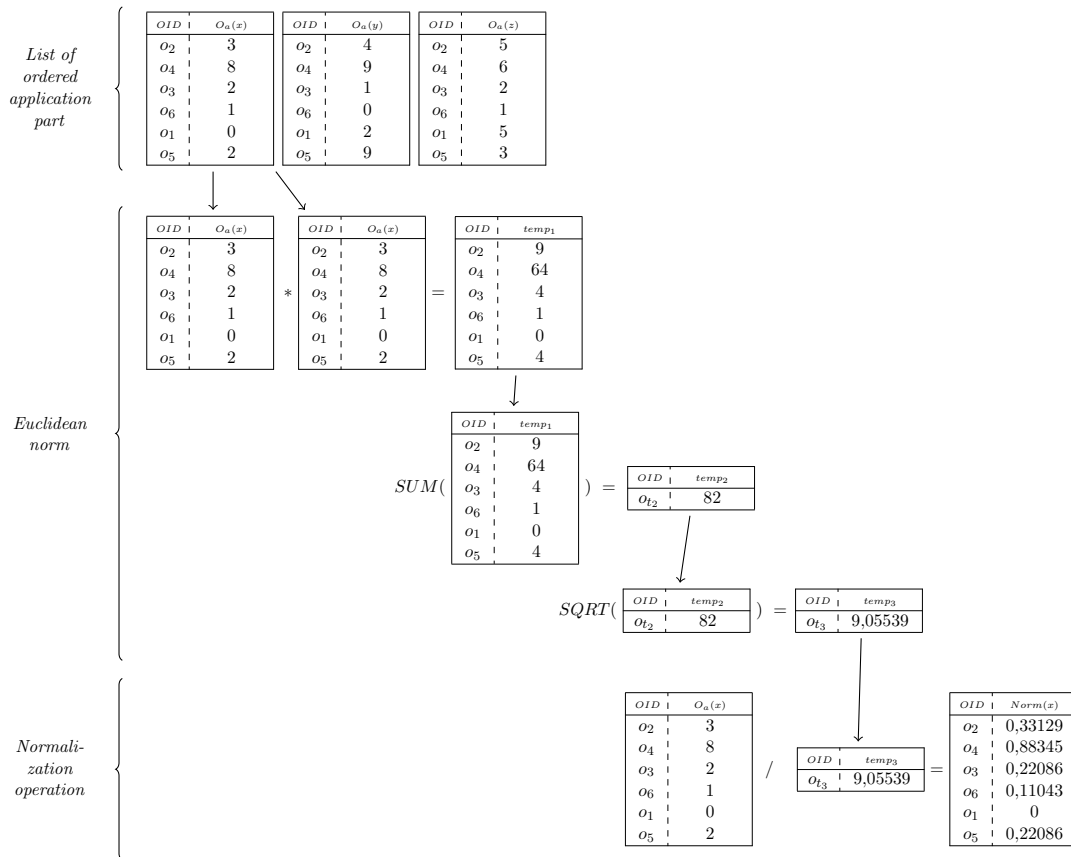 List of
ordered
application
part
OID O_a(x) OID O_a(y) OID O_a(z)
o_2 3 o_2 4 o_2 5
o_4 8 o_4 9 o_4 6
o_3 2 o_3 1 o_3 2
o_6 1 o_6 0 o_6 1
o_1 0 o_1 2 o_1 5
o_5 2 o_5 9 o_5 3
Euclidean
norm
OID O_a(x) OID O_a(x) OID temp_1
o_2 3 o_2 3 o_2 9
o_4 8 o_4 8 o_4 64
o_3 2 * o_3 2 = o_3 4
o_6 1 o_6 1 o_6 1
o_1 0 o_1 0 o_1 0
o_5 2 o_5 2 o_5 4
OID temp_1
o_2 9
o_4 64
SUM( o_3 4 ) =
o_6 1
o_1 0
o_5 4
OID temp_2
o_{t_2} 82
OID temp_2 OID temp_3
SQRT( o_{t_2} 82 ) = o_{t_3} 9,05539
Normali-
zation
operation
OID O_a(x)
o_2 3
o_4 8
o_3 2
o_6 1
o_1 0
o_5 2
/
OID temp_3
o_{t_3} 9,05539
=
OID Norm(x)
o_2 0,33129
o_4 0,88345
o_3 0,22086
o_6 0,11043
o_1 0
o_5 0,22086